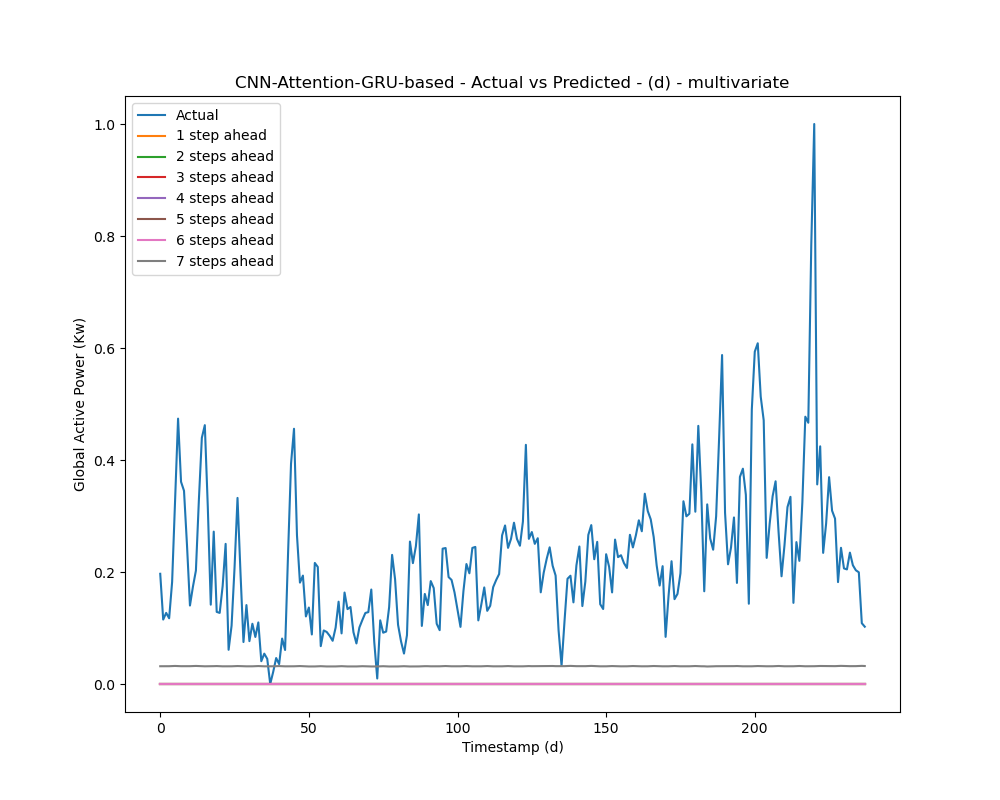 CNN-Attention-GRU-based - Actual vs Predicted - (d) - multivariate
Actual
1 step ahead
2 steps ahead
3 steps ahead
4 steps ahead
5 steps ahead
6 steps ahead
7 steps ahead
1.0
0.8
0.6
0.4
0.2
0.0
Global Active Power (Kw)
0 50 100 150 200
Timestamp (d)